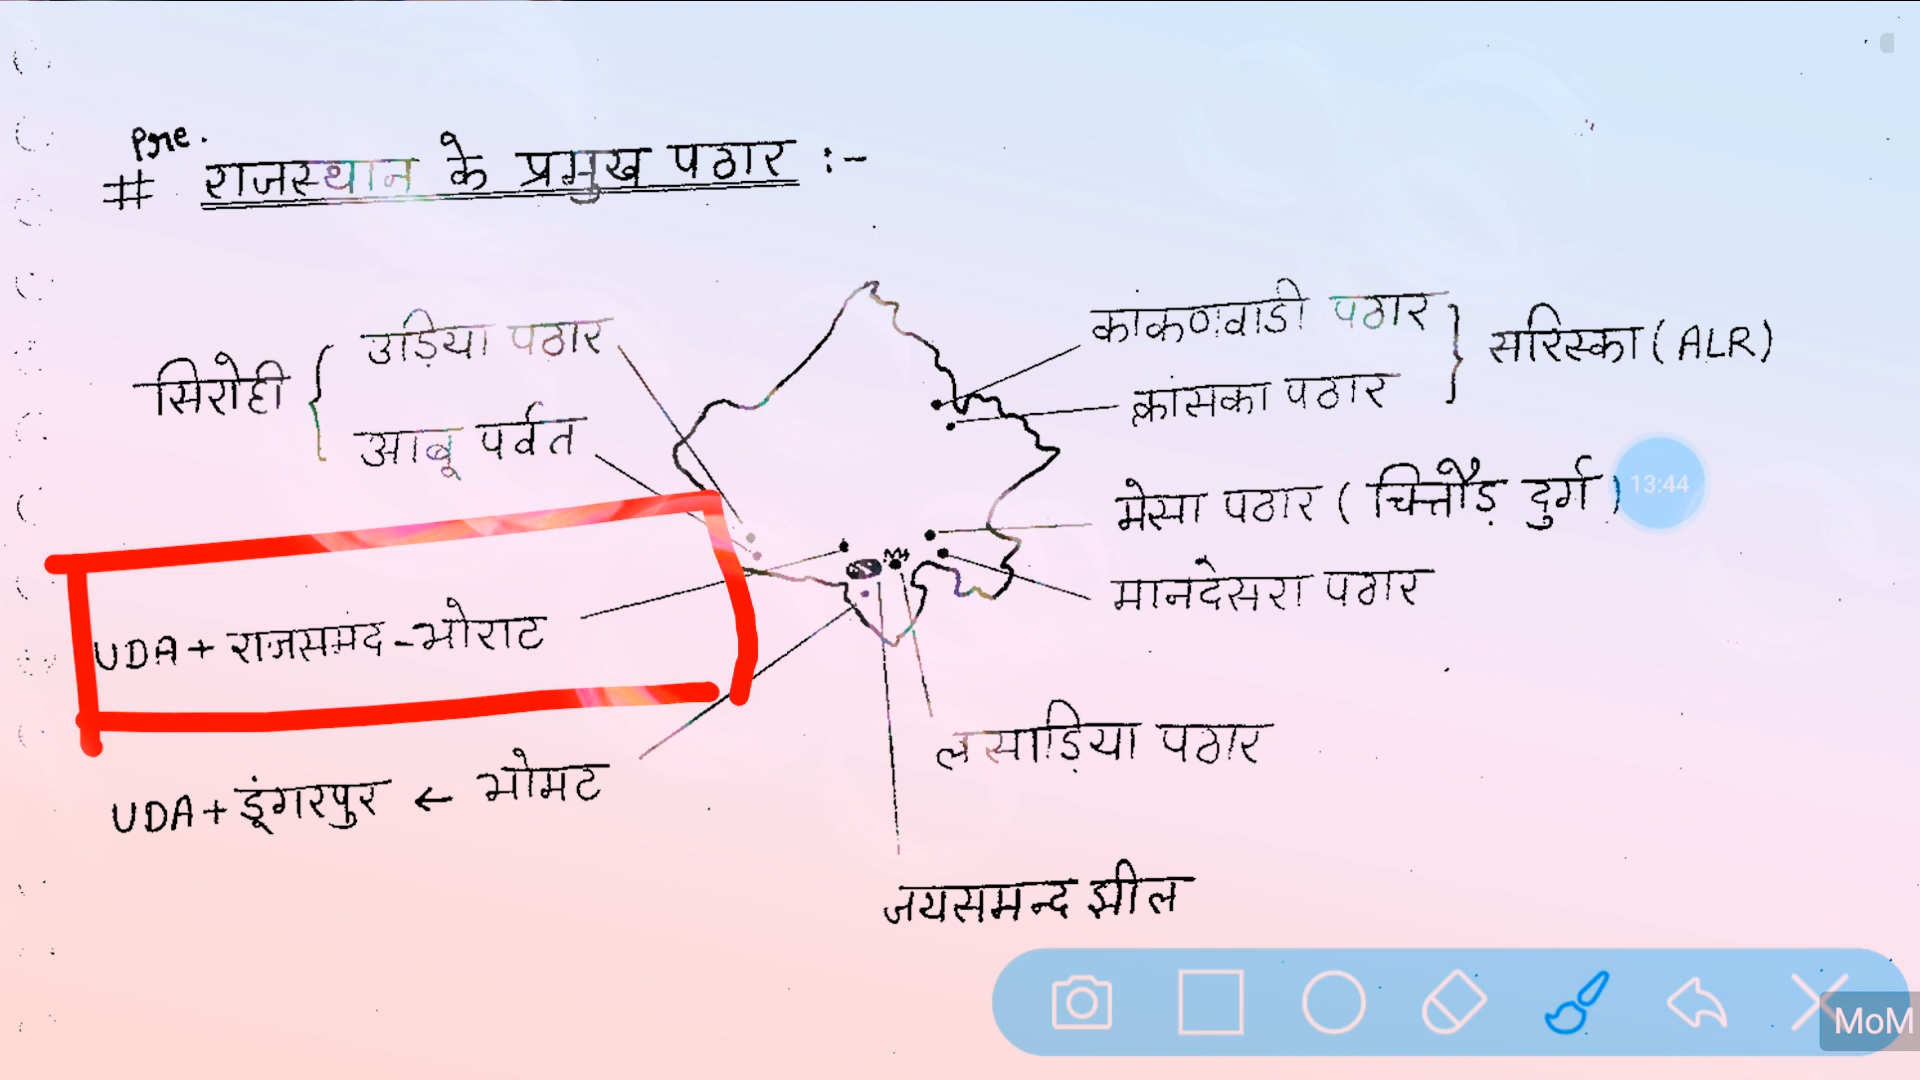 Pre.
# राजस्थान के प्रमुख पठार :-
सिरोही { उड़िया पठार
आबू पर्वत
UDA + राजसमंद - भोराट
UDA + डूंगरपुर ← भोमट
काकणवाडी पठार } सरिस्का (ALR)
क्रासका पठार
मेसा पठार ( चित्तौड़ दुर्ग )
13:44
मानदेसरा पठार
लसाड़िया पठार
जयसमन्द झील
MoM